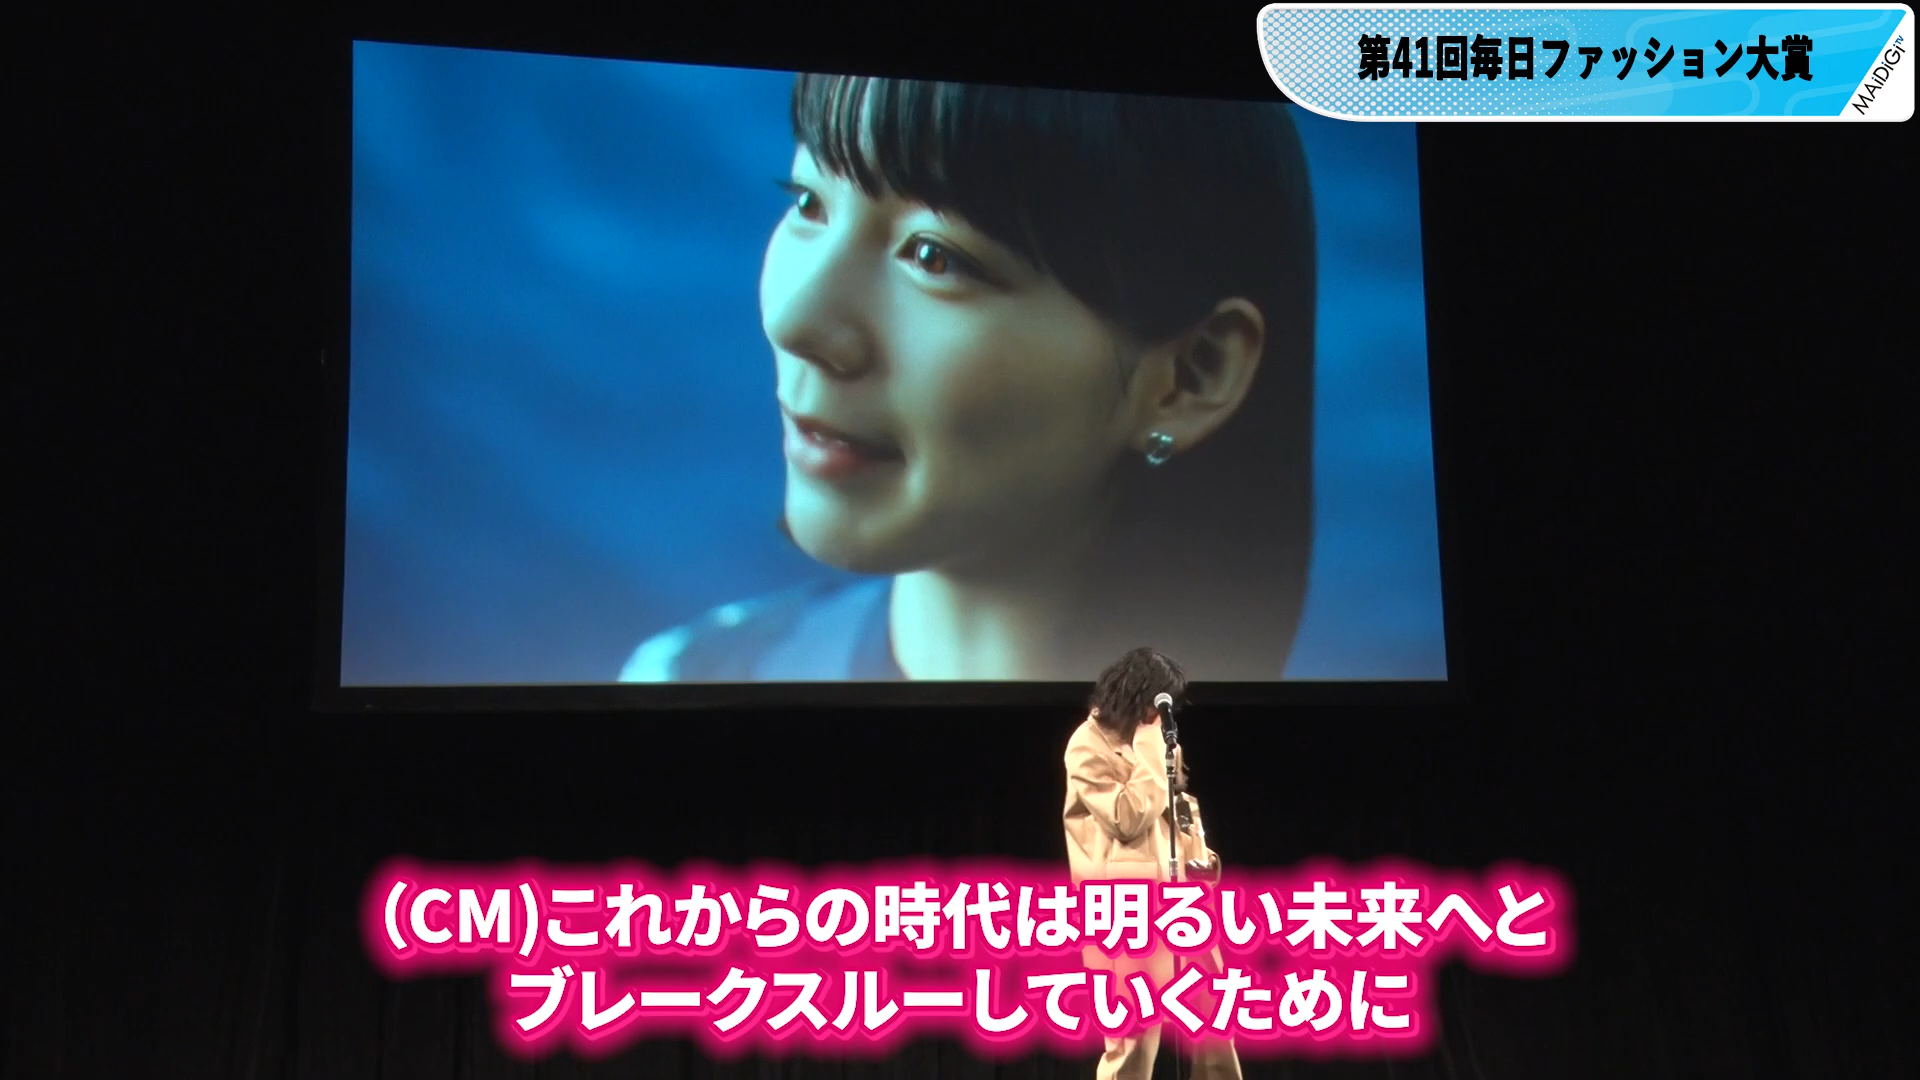 第41回毎日ファッション大賞
MAiDiGiTV
(CM)これからの時代は明るい未来へと
ブレークスルーしていくために